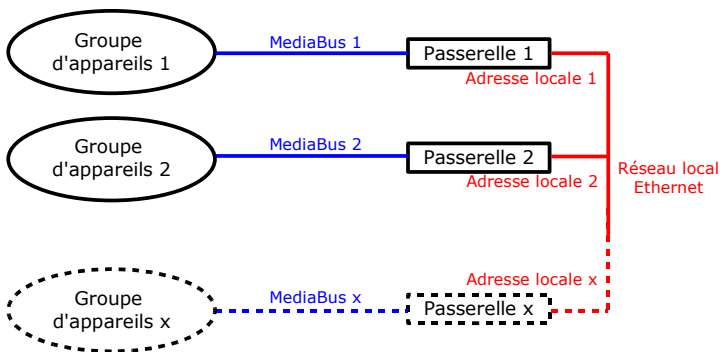 Groupe
d'appareils 1
MediaBus 1
Passerelle 1
Adresse locale 1
Groupe
d'appareils 2
MediaBus 2
Passerelle 2
Adresse locale 2
Réseau local
Ethernet
Adresse locale x
Groupe
d'appareils x
MediaBus x
Passerelle x